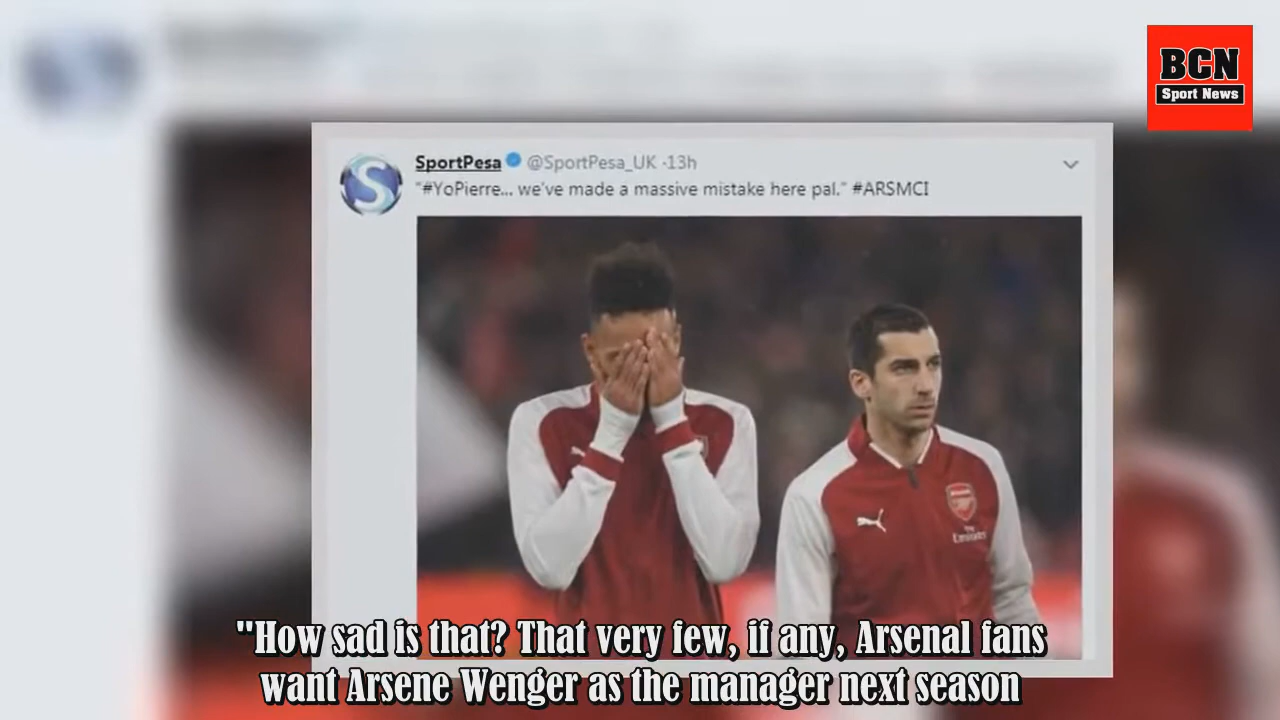 BCN
Sport News
SportPesa @SportPesa_UK -13h
"#YoPierre... we've made a massive mistake here pal." #ARSMCI
Fly
Emirates
"How sad is that? That very few, if any, Arsenal fans
want Arsene Wenger as the manager next season